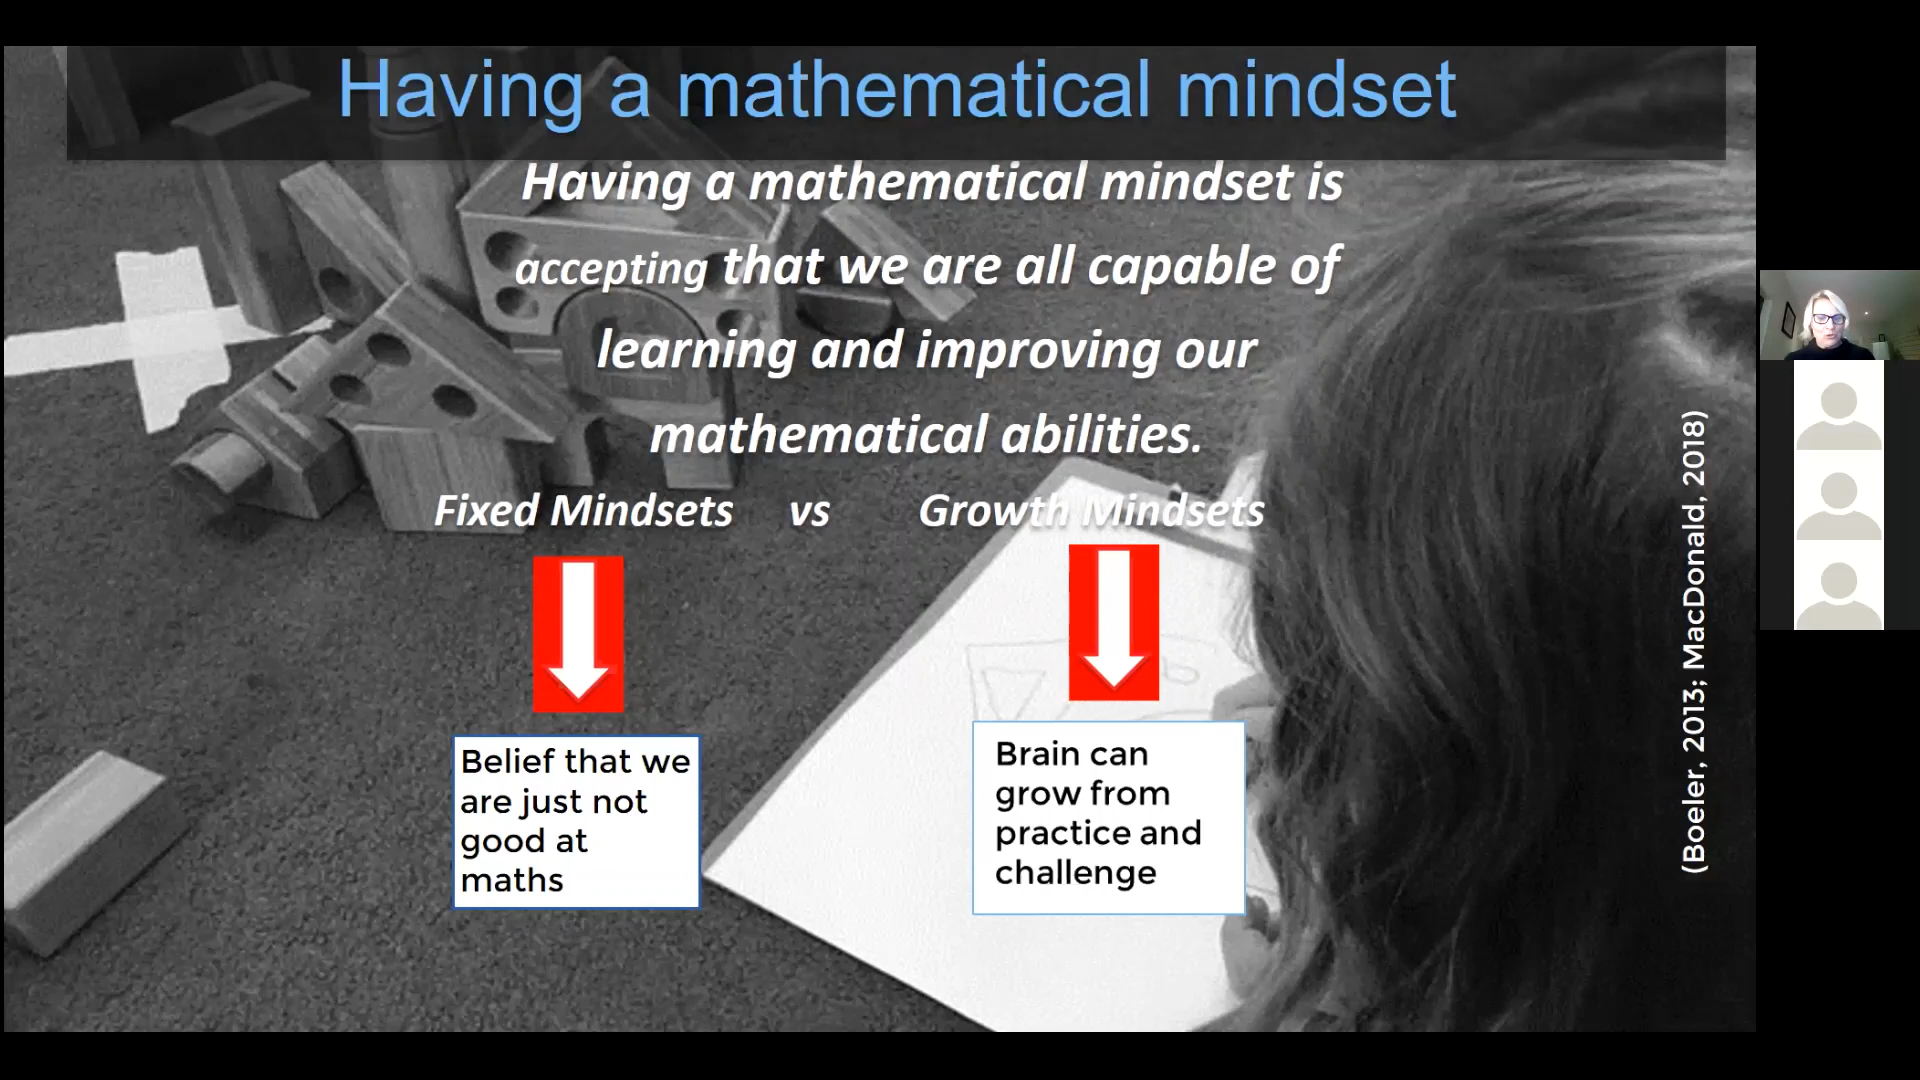 Having a mathematical mindset
Having a mathematical mindset is
accepting that we are all capable of
learning and improving our
mathematical abilities.
Fixed Mindsets vs Growth Mindsets
Belief that we
are just not
good at
maths
Brain can
grow from
practice and
challenge
(Boeler, 2013; MacDonald, 2018)